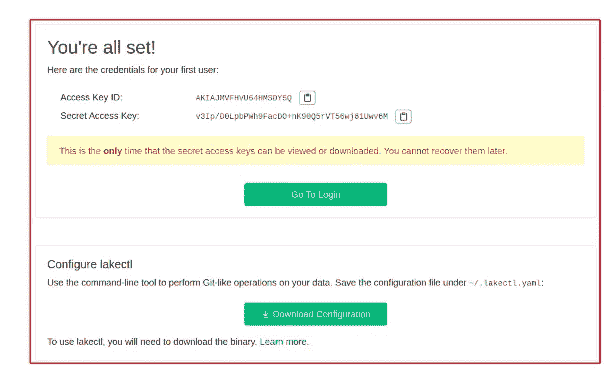 You're all set!
Here are the credentials for your first user:
Access Key ID:
Secret Access Key:
This is the only time that the secret access keys can be viewed or downloaded. You cannot recover them later.
Go To Login
Configure lakectl
Use the command-line tool to perform Git-like operations on your data. Save the configuration file under ~/.lakectl.yaml:
Download Configuration
To use lakectl, you will need to download the binary. Learn more.